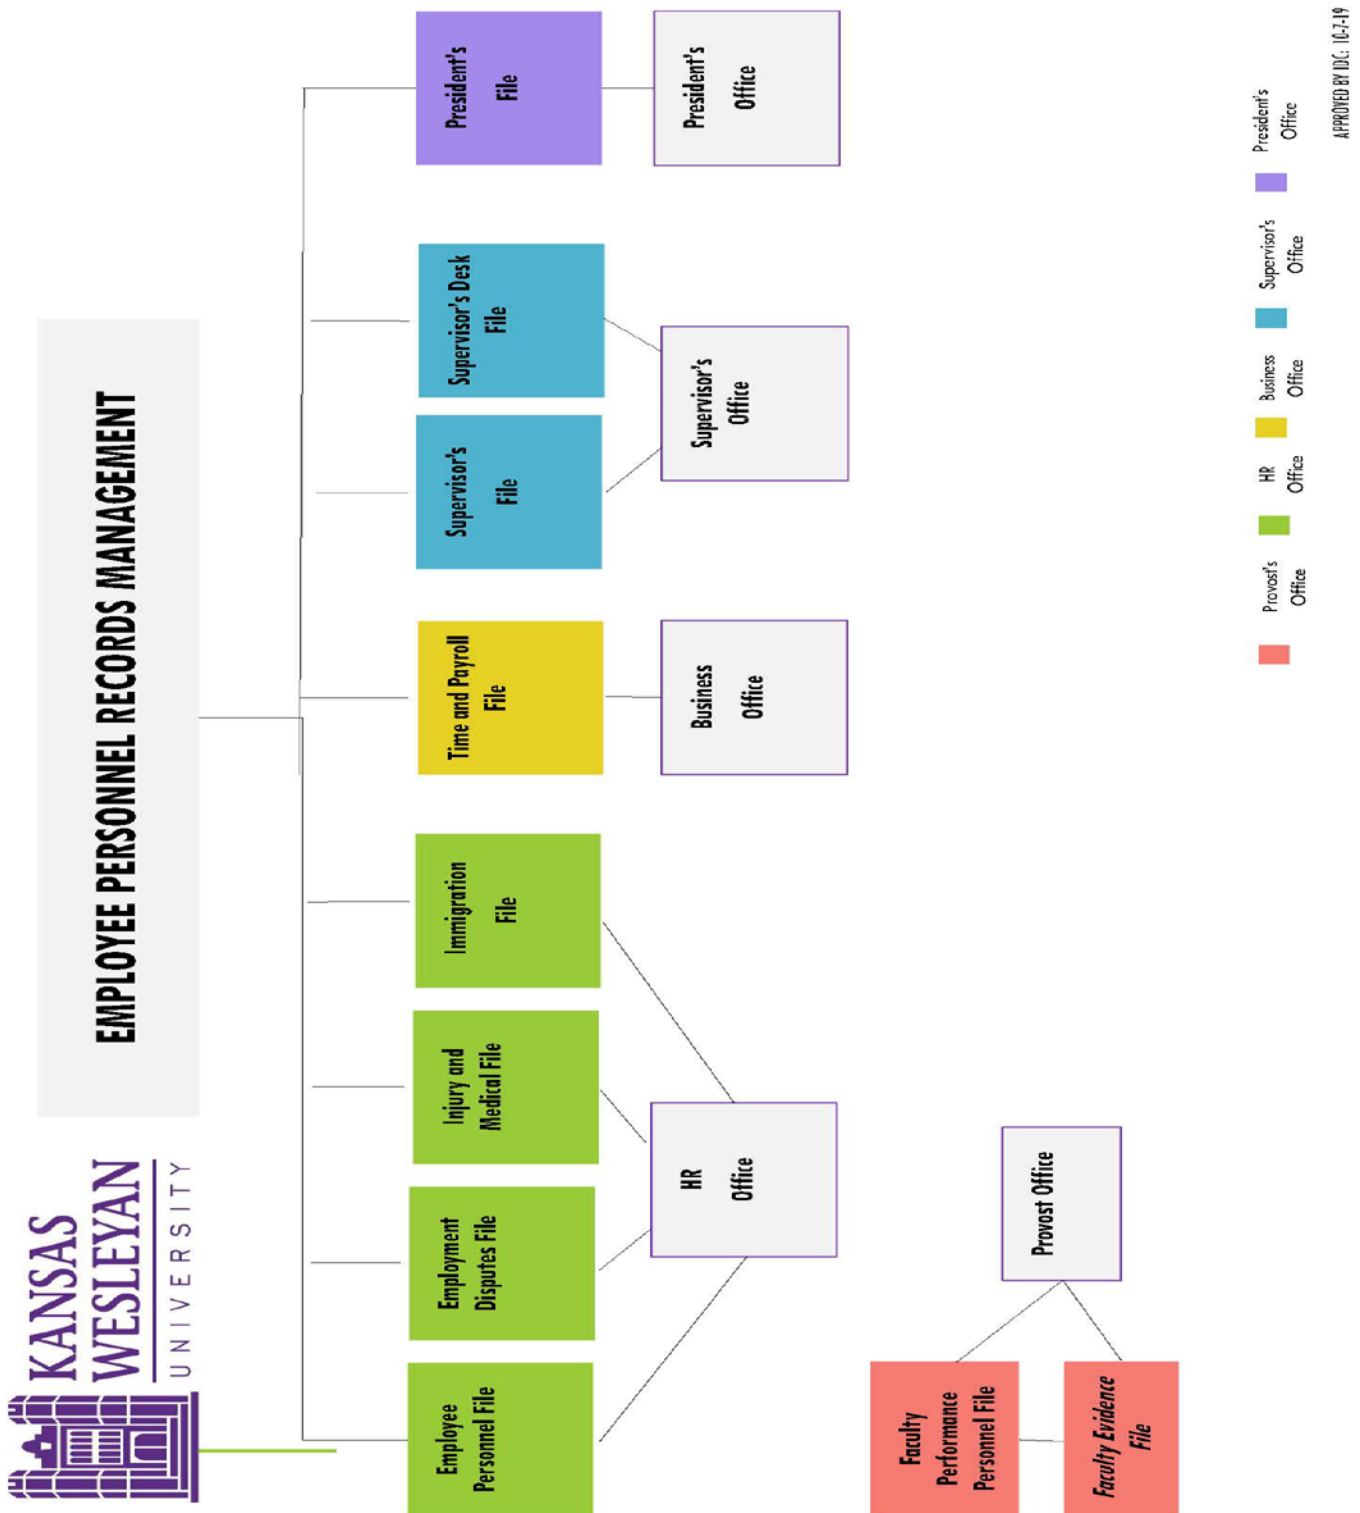 KANSAS
WESLEYAN
UNIVERSITY
EMPLOYEE PERSONNEL RECORDS MANAGEMENT
Employee
Personnel File
Employment
Disputes File
Injury and
Medical File
Immigration
File
Time and Payroll
File
Supervisor's
File
Supervisor's Desk
File
President's
File
HR
Office
Business
Office
Supervisor's
Office
President's
Office
Faculty
Performance
Personnel File
Provost Office
Faculty Evidence
File
Provost's
Office
HR
Office
Business
Office
Supervisor's
Office
President's
Office
APPROVED BY IDC: 10-7-19